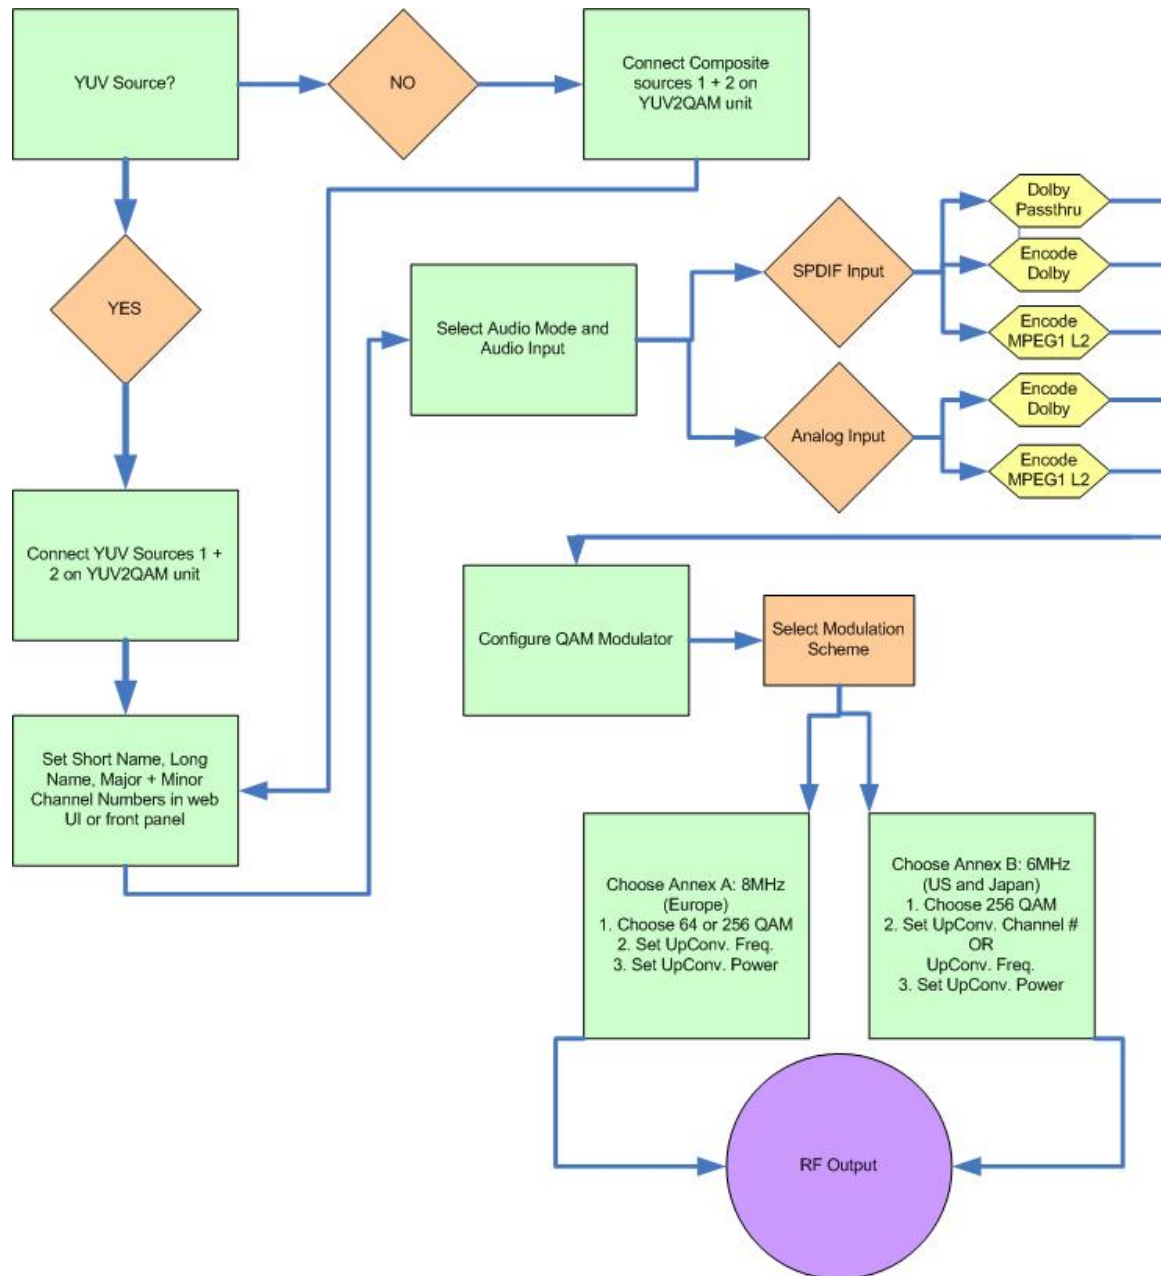 YUV Source?
NO
Connect Composite
sources 1 + 2 on
YUV2QAM unit
YES
Connect YUV Sources 1 +
2 on YUV2QAM unit
Set Short Name, Long
Name, Major + Minor
Channel Numbers in web
UI or front panel
Select Audio Mode and
Audio Input
SPDIF Input
Dolby
Passthru
Encode
Dolby
Encode
MPEG1 L2
Analog Input
Encode
Dolby
Encode
MPEG1 L2
Configure QAM Modulator
Select Modulation
Scheme
Choose Annex A: 8MHz
(Europe)
1. Choose 64 or 256 QAM
2. Set UpConv. Freq.
3. Set UpConv. Power
Choose Annex B: 6MHz
(US and Japan)
1. Choose 256 QAM
2. Set UpConv. Channel #
OR
UpConv. Freq.
3. Set UpConv. Power
RF Output